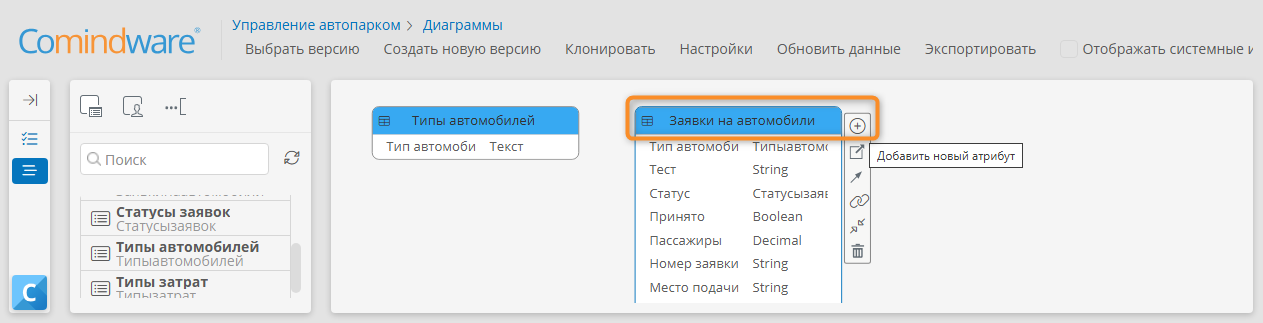 Comindware®
Управление автопарком > Диаграммы
Выбрать версию Создать новую версию Клонировать Настройки Обновить данные Экспортировать Отображать системные и
Поиск
Статусы заявок
Статусызаявок
Типы автомобилей
Типыавтомобилей
Типы затрат
Типызатрат
C
Типы автомобилей
Тип автомоби Текст
Заявки на автомобили
Тип автомоби Типыавтомо
Тест String
Статус Статусызаяв
Принято Boolean
Пассажиры Decimal
Номер заявки String
Место подачи String
Добавить новый атрибут